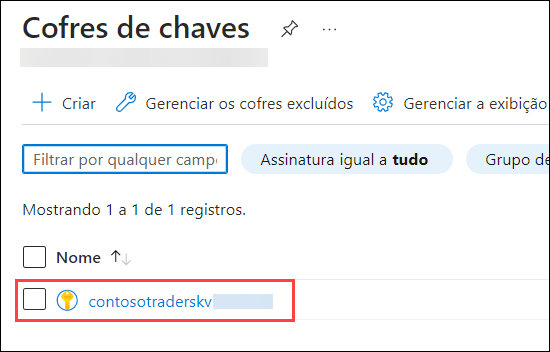 Cofres de chaves
Criar Gerenciar os cofres excluídos Gerenciar a exibição
Filtrar por qualquer campo Assinatura igual a tudo Grupo de
Mostrando 1 a 1 de 1 registros.
Nome
contosotraderskv